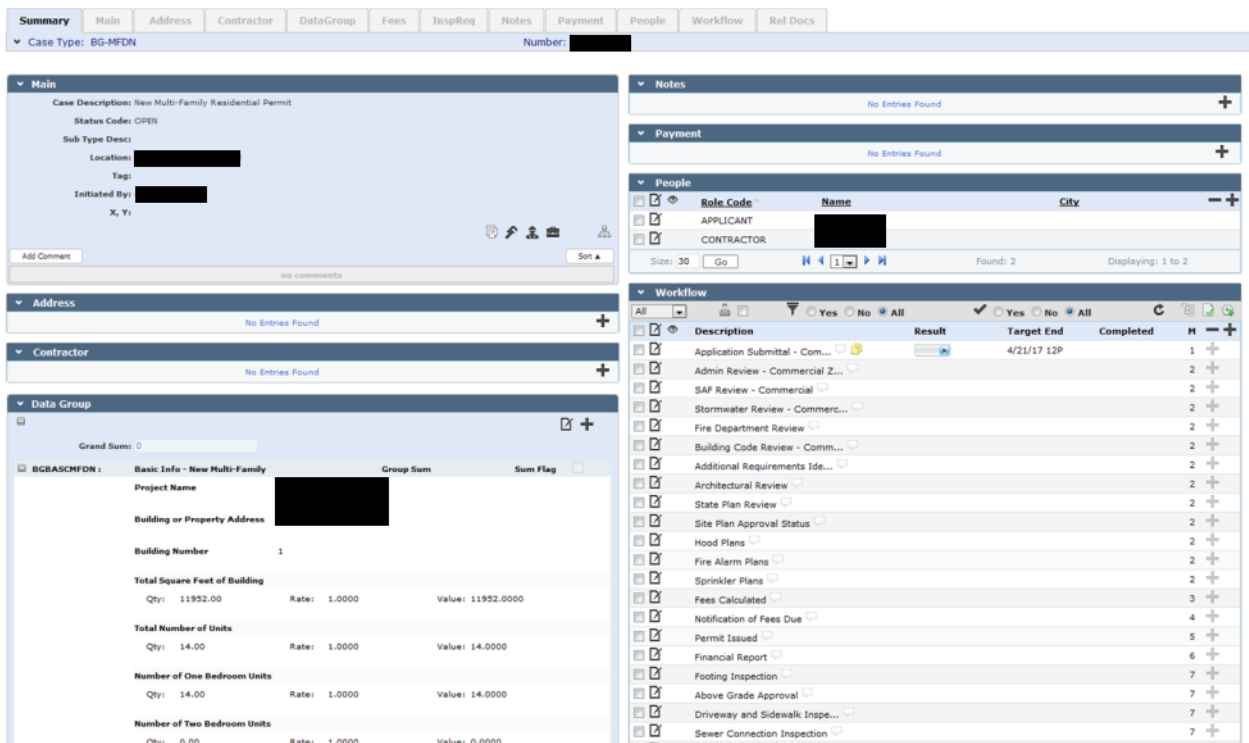 Summary Main Address Contractor DataGroup Fees InspReq Notes Payment People Workflow Rel Docs
Case Type: BG-MFDN Number:
Main
Case Description: New Multi-Family Residential Permit
Status Code: OPEN
Sub Type Desc:
Location:
Tag:
Initiated By:
X, Y:
Add Comment Sort ▲
no comments
Address
No Entries Found
Contractor
No Entries Found
Data Group
Grand Sum: 0
BGBASCMFDN : Basic Info - New Multi-Family Group Sum Sum Flag
Project Name
Building or Property Address
Building Number 1
Total Square Feet of Building
Qty: 11952.00 Rate: 1.0000 Value: 11952.0000
Total Number of Units
Qty: 14.00 Rate: 1.0000 Value: 14.0000
Number of One Bedroom Units
Qty: 14.00 Rate: 1.0000 Value: 14.0000
Number of Two Bedroom Units
Qty: 0.00 Rate: 1.0000 Value: 0.0000
Notes
No Entries Found
Payment
No Entries Found
People
Role Code Name City
APPLICANT
CONTRACTOR
Size: 30 Go 1 Found: 2 Displaying: 1 to 2
Workflow
All Yes No All Yes No All
Description Result Target End Completed M
Application Submittal - Com... 4/21/17 12P 1
Admin Review - Commercial Z... 2
SAF Review - Commercial 2
Stormwater Review - Commerc... 2
Fire Department Review 2
Building Code Review - Comm... 2
Additional Requirements Ide... 2
Architectural Review 2
State Plan Review 2
Site Plan Approval Status 2
Hood Plans 2
Fire Alarm Plans 2
Sprinkler Plans 2
Fees Calculated 3
Notification of Fees Due 4
Permit Issued 5
Financial Report 6
Footing Inspection 7
Above Grade Approval 7
Driveway and Sidewalk Inspe... 7
Sewer Connection Inspection 7